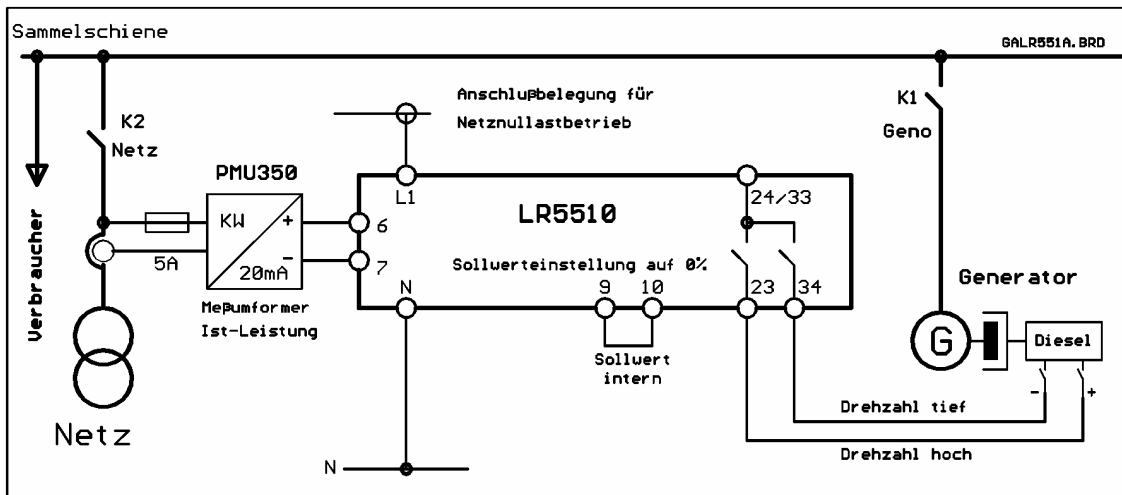 Sammelschiene
GALR551A.BRD
Anschlußbelegung für
Netznullastbetrieb
K2
Netz
K1
Geno
PMU350
L1
24/33
LR5510
KW
+
6
5A
-
7
20mA
Sollwerteinstellung auf 0%
Verbraucher
N
9
10
23
34
Generator
Meßumformer
Ist-Leistung
G
Diesel
Sollwert
intern
-
+
Drehzahl tief
Netz
Drehzahl hoch
N